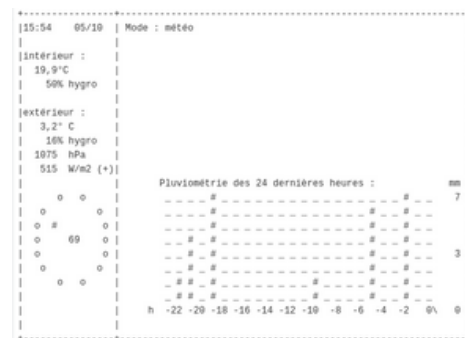 +---------------+--------------------------------------------------
|15:54    05/10  | Mode : météo
|                |
|intérieur :     |
|  19,9°C        |
|    50% hygro   |
|                |
|extérieur :     |
|   3,2° C       |
|    16% hygro   |
|  1075  hPa     |
|   515  W/m2 (+)|
|                |      Pluviométrie des 24 dernières heures :        mm
|      o   o     |       _ _ _ _ # _ _ _ _ _ _ _ _ _ _ _ _ _ # _ _  7
|   o         o  |       _ _ _ _ # _ _ _ _ _ _ _ _ _ _ # _ _ # _ _
|  o  #        o |       _ _ _ _ # _ _ _ _ _ _ _ _ _ _ # _ _ # _ _
|  o     69    o |       _ _ # _ # _ _ _ _ _ _ _ _ _ _ # _ _ # _ _
|  o           o |       _ _ # _ # _ _ _ _ _ _ _ _ _ _ # _ _ # _ _  3
|   o         o  |       _ _ # _ # _ _ _ _ _ _ _ _ _ _ # _ _ # _ _
|      o   o     |       _ # # _ # _ _ _ _ _ _ _ # _ _ # _ _ # _ _
|                |       _ # # _ # _ _ _ _ _ _ _ # _ _ # _ _ # _ _
|                |    h  -22 -20 -18 -16 -14 -12 -10  -8  -6  -4  -2  0\  0
|                |
+---------------+--------------------------------------------------